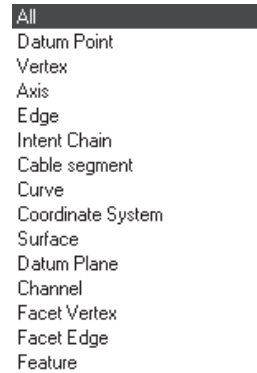 All
Datum Point
Vertex
Axis
Edge
Intent Chain
Cable segment
Curve
Coordinate System
Surface
Datum Plane
Channel
Facet Vertex
Facet Edge
Feature